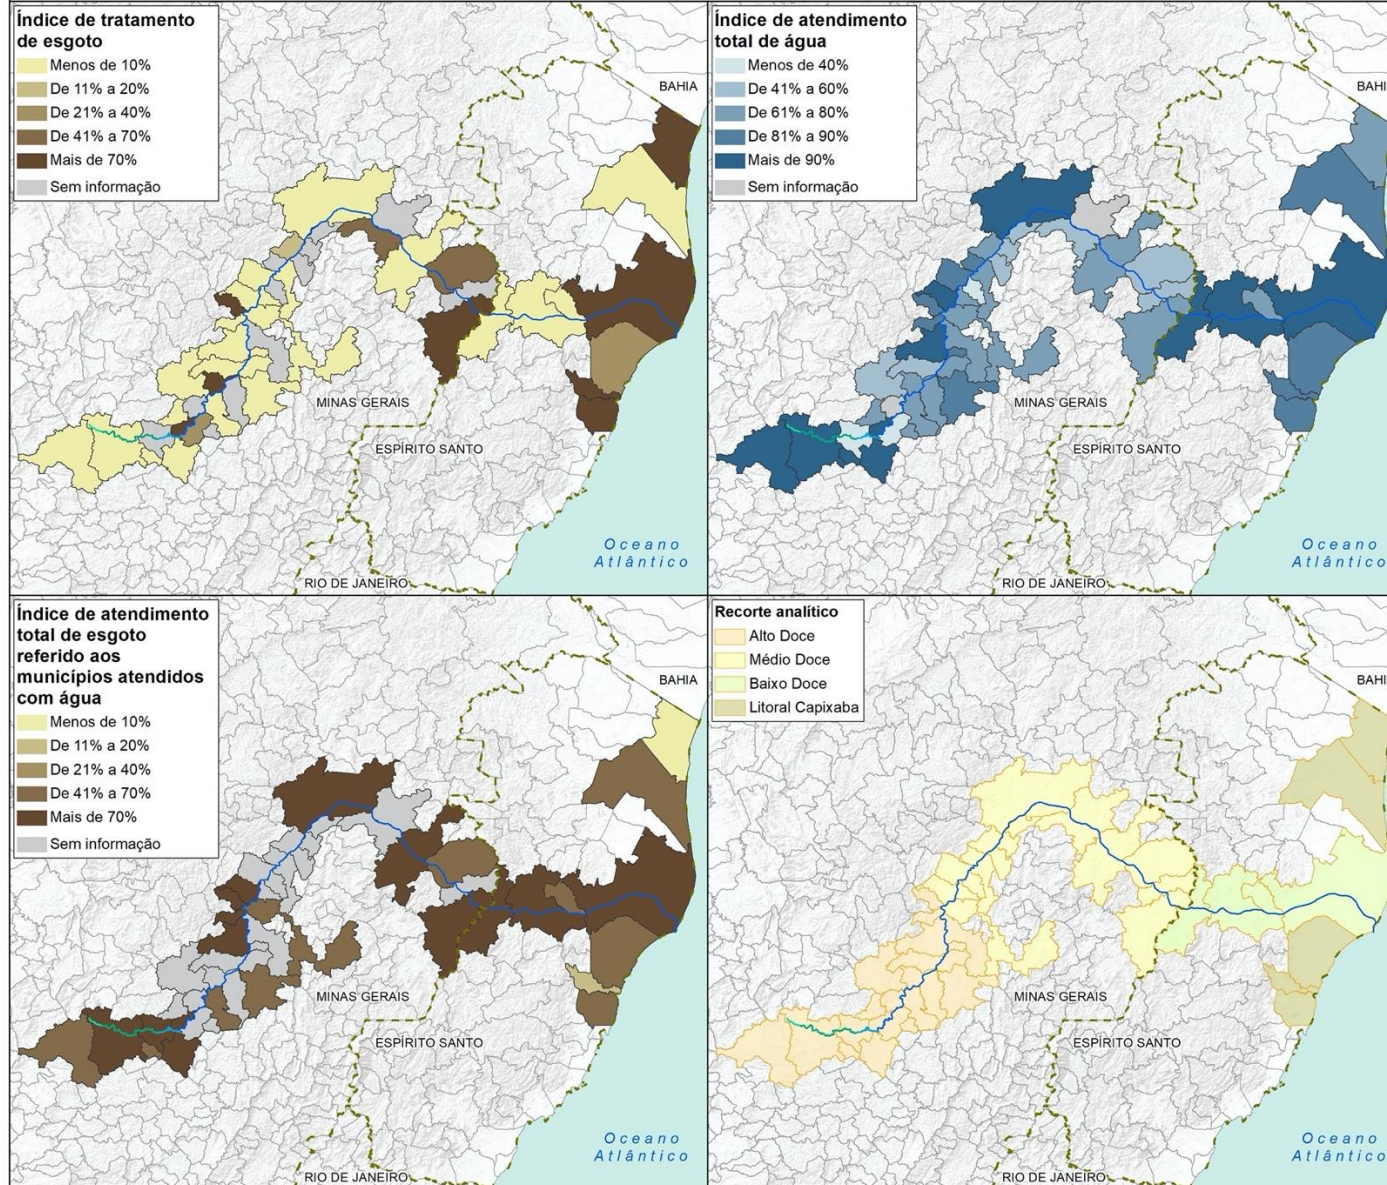 Índice de tratamento
de esgoto
Menos de 10%
De 11% a 20%
De 21% a 40%
De 41% a 70%
Mais de 70%
Sem informação
BAHIA
MINAS GERAIS
ESPÍRITO SANTO
Oceano
Atlântico
RIO DE JANEIRO
Índice de atendimento
total de água
Menos de 40%
De 41% a 60%
De 61% a 80%
De 81% a 90%
Mais de 90%
Sem informação
BAHI
MINAS GERAIS
ESPÍRITO SANTO
Oceano
Atlântico
RIO DE JANEIRO
Índice de atendimento
total de esgoto
referido aos
municípios atendidos
com água
Menos de 10%
De 11% a 20%
De 21% a 40%
De 41% a 70%
Mais de 70%
Sem informação
BAHIA
MINAS GERAIS
ESPÍRITO SANTO
Oceano
Atlântico
RIO DE JANEIRO
Recorte analítico
Alto Doce
Médio Doce
Baixo Doce
Litoral Capixaba
BAHI
MINAS GERAIS
ESPÍRITO SANTO
Oceano
Atlântico
RIO DE JANEIRO